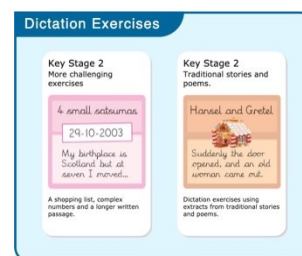 Dictation Exercises
Key Stage 2
More challenging
exercises
4 small satsumas
29-10-2003
My birthplace is
Scotland but at
seven I moved...
A shopping list, complex
numbers and a longer written
passage.
Key Stage 2
Traditional stories and
poems.
Hansel and Gretel
Suddenly the door
opened, and an old
woman came out.
Dictation exercises using
extracts from traditional stories
and poems.